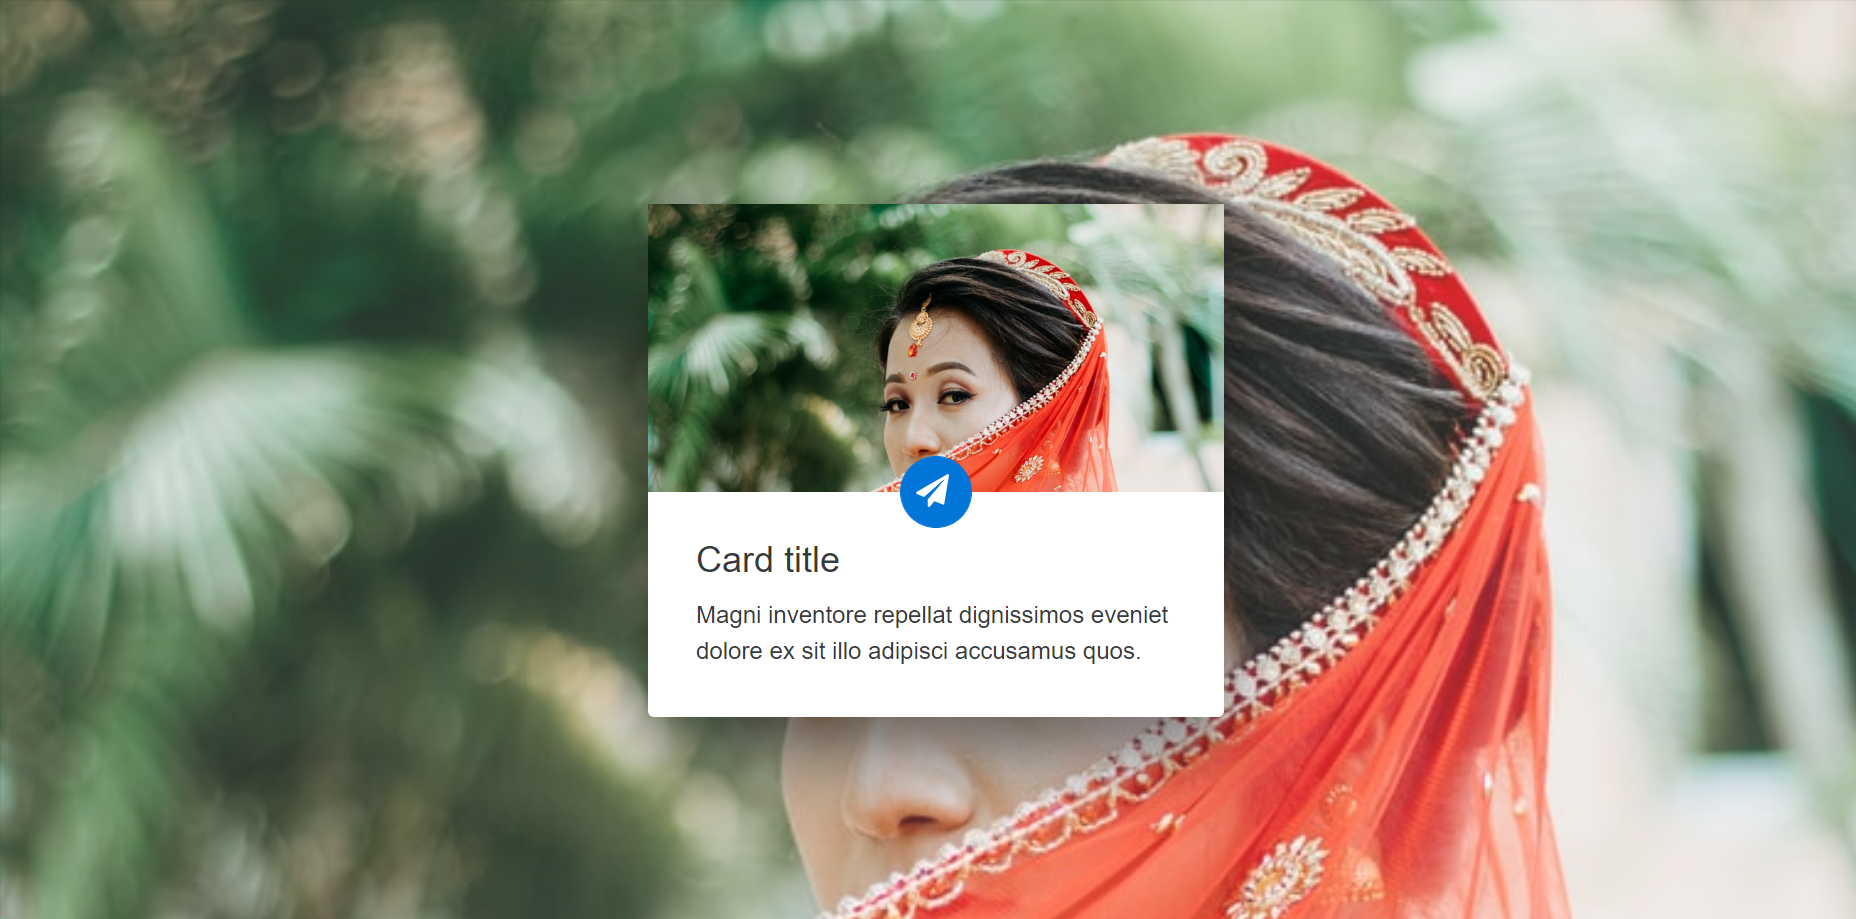 Card title
Magni inventore repellat dignissimos eveniet
dolore ex sit illo adipisci accusamus quos.